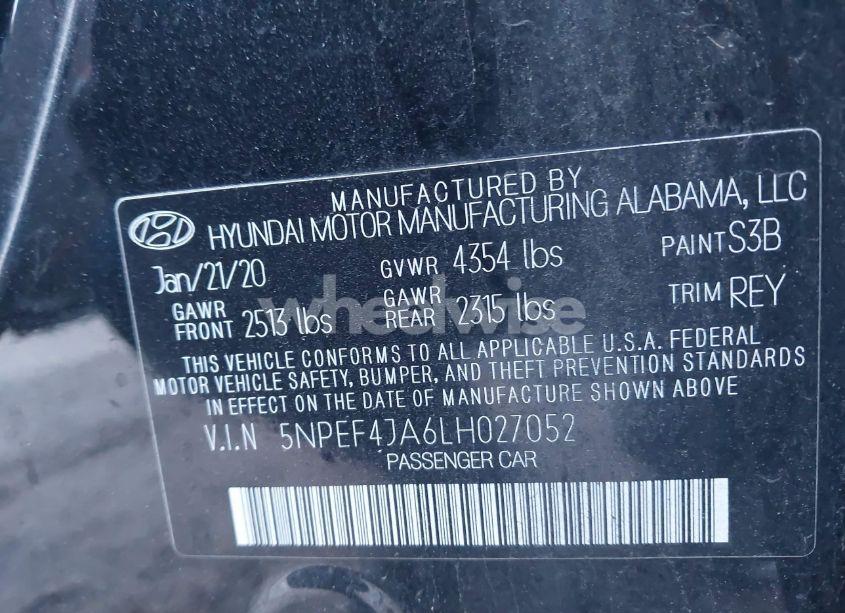 MANUFACTURED BY
HYUNDAI MOTOR MANUFACTURING ALABAMA, LLC
Jan/21/20 GVWR 4354 lbs PAINT S3B
GAWR FRONT 2513 lbs GAWR REAR 2315 lbs TRIM REY
wheelwise
THIS VEHICLE CONFORMS TO ALL APPLICABLE U.S.A. FEDERAL
MOTOR VEHICLE SAFETY, BUMPER, AND THEFT PREVENTION STANDARDS
IN EFFECT ON THE DATE OF MANUFACTURE SHOWN ABOVE
V.I.N 5NPEF4JA6LH027052
PASSENGER CAR